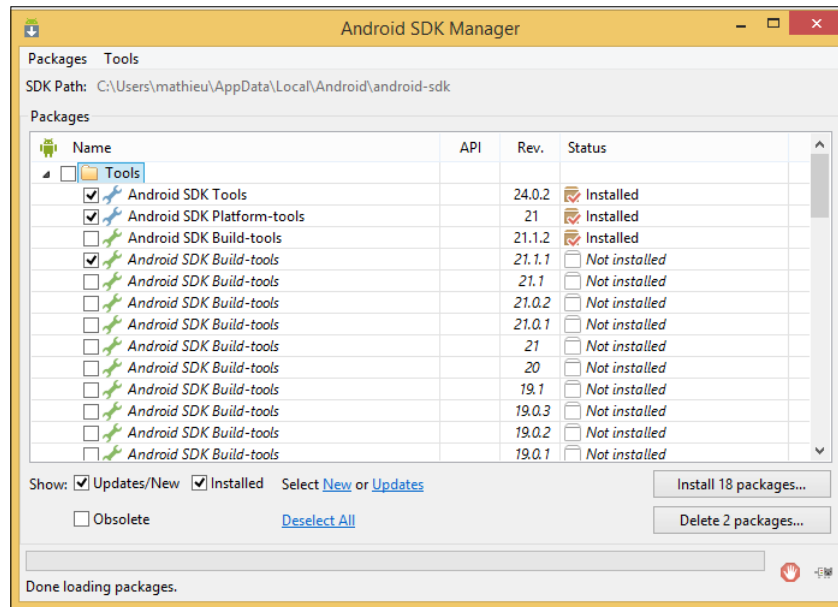 Android SDK Manager
Packages Tools
SDK Path: C:\Users\mathieu\AppData\Local\Android\android-sdk
Packages
Name API Rev. Status
Tools
Android SDK Tools 24.0.2 Installed
Android SDK Platform-tools 21 Installed
Android SDK Build-tools 21.1.2 Installed
Android SDK Build-tools 21.1.1 Not installed
Android SDK Build-tools 21.1 Not installed
Android SDK Build-tools 21.0.2 Not installed
Android SDK Build-tools 21.0.1 Not installed
Android SDK Build-tools 21 Not installed
Android SDK Build-tools 20 Not installed
Android SDK Build-tools 19.1 Not installed
Android SDK Build-tools 19.0.3 Not installed
Android SDK Build-tools 19.0.2 Not installed
Android SDK Build-tools 19.0.1 Not installed
Show: Updates/New Installed Select New or Updates Install 18 packages...
Obsolete Deselect All Delete 2 packages...
Done loading packages.